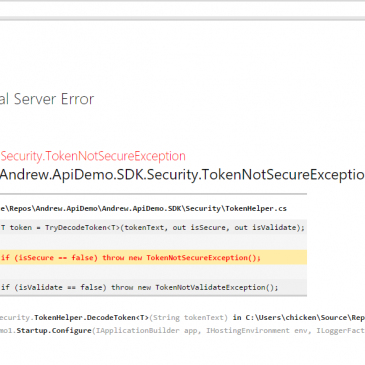 al Server Error
Security.TokenNotSecureException
Andrew.ApiDemo.SDK.Security.TokenNotSecureExceptio
e\Repos\Andrew.ApiDemo\Andrew.ApiDemo.SDK\Security\TokenHelper.cs
T token = TryDecodeToken<T>(tokenText, out isSecure, out isValidate);
if (isSecure == false) throw new TokenNotSecureException();
if (isValidate == false) throw new TokenNotValidateException();
ecurity.TokenHelper.DecodeToken<T>(String tokenText) in C:\Users\chicken\Source\Rep
mo1.Startup.Configure(IApplicationBuilder app, IHostingEnvironment env, ILoggerFact